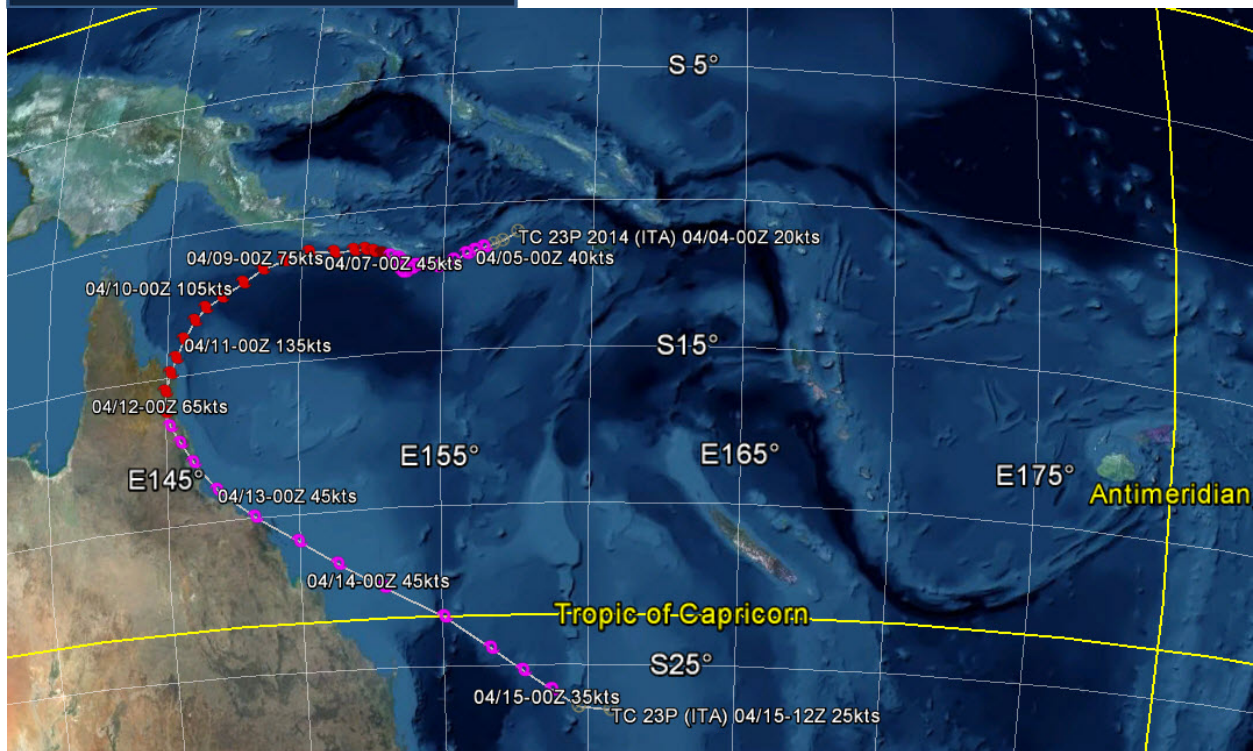 S 5°
TC 23P 2014 (ITA) 04/04-00Z 20kts
04/05-00Z 40kts
04/07-00Z 45kts
04/09-00Z 75kts
04/10-00Z 105kts
04/11-00Z 135kts
S15°
04/12-00Z 65kts
E145°
E155°
E165°
E175°
Antimeridian
04/13-00Z 45kts
04/14-00Z 45kts
Tropic of Capricorn
S25°
04/15-00Z 35kts
TC 23P (ITA) 04/15-12Z 25kts